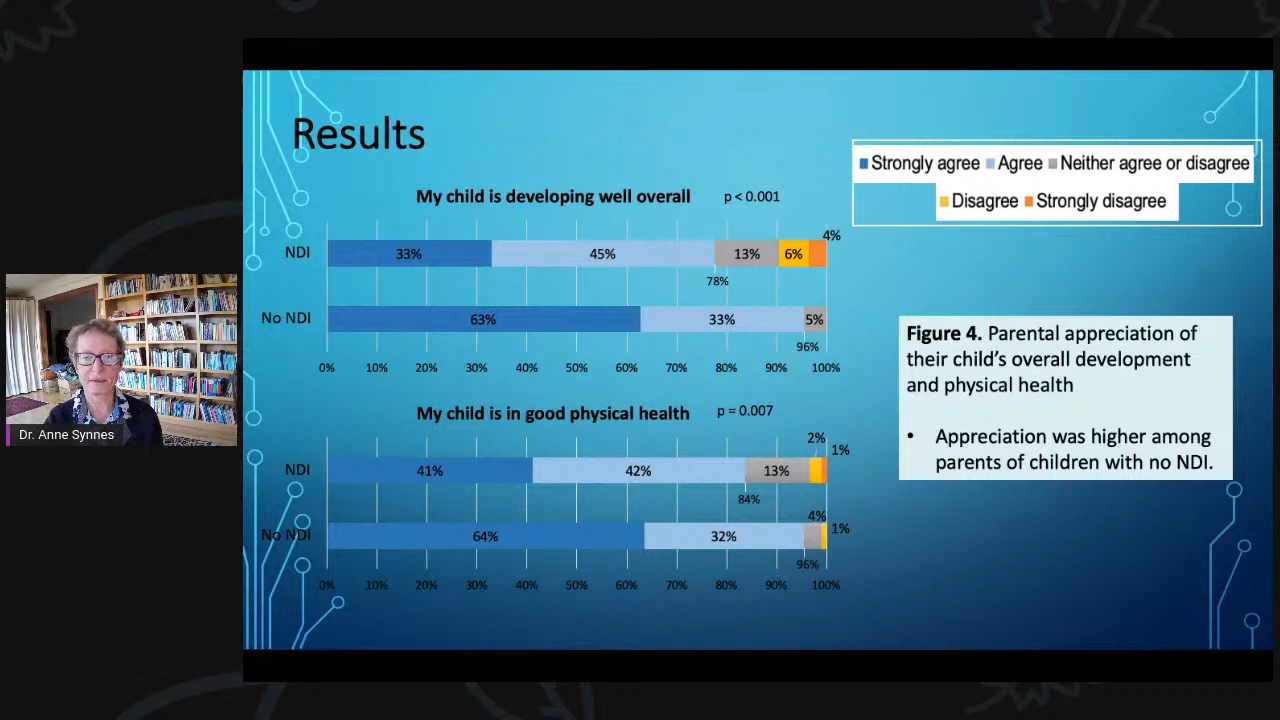 Results
Strongly agree Agree Neither agree or disagree
Disagree Strongly disagree
My child is developing well overall p < 0.001
4%
NDI 33% 45% 13% 6%
78%
No NDI 63% 33% 5%
96%
0% 10% 20% 30% 40% 50% 60% 70% 80% 90% 100%
Figure 4. Parental appreciation of
their child's overall development
and physical health
• Appreciation was higher among
parents of children with no NDI.
My child is in good physical health p = 0.007
2%
1%
NDI 41% 42% 13%
84%
4%
1%
No NDI 64% 32%
96%
0% 10% 20% 30% 40% 50% 60% 70% 80% 90% 100%
Dr. Anne Synnes